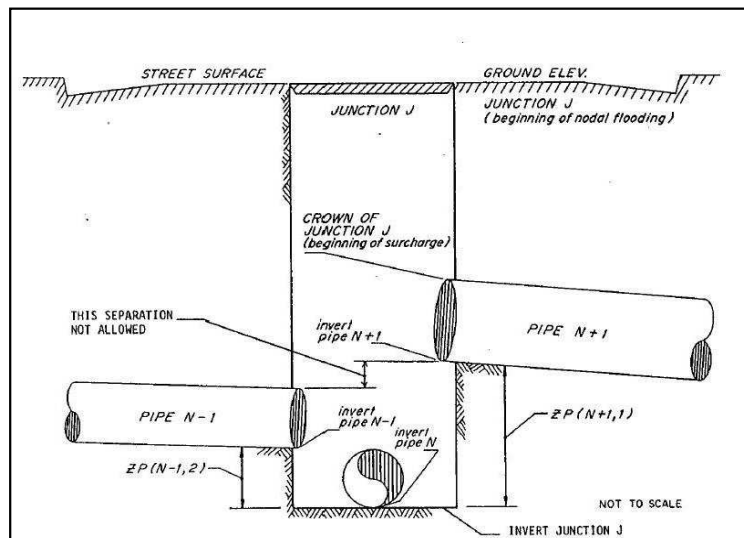 STREET SURFACE
GROUND ELEV.
JUNCTION J
JUNCTION J
(beginning of nodal flooding)
CROWN OF
JUNCTION J
(beginning of surcharge)
THIS SEPARATION
NOT ALLOWED
invert
pipe N+1
PIPE N+1
PIPE N-1
invert
pipe N-1
invert
pipe N
ZP(N+1,1)
ZP(N-1,2)
NOT TO SCALE
INVERT JUNCTION J